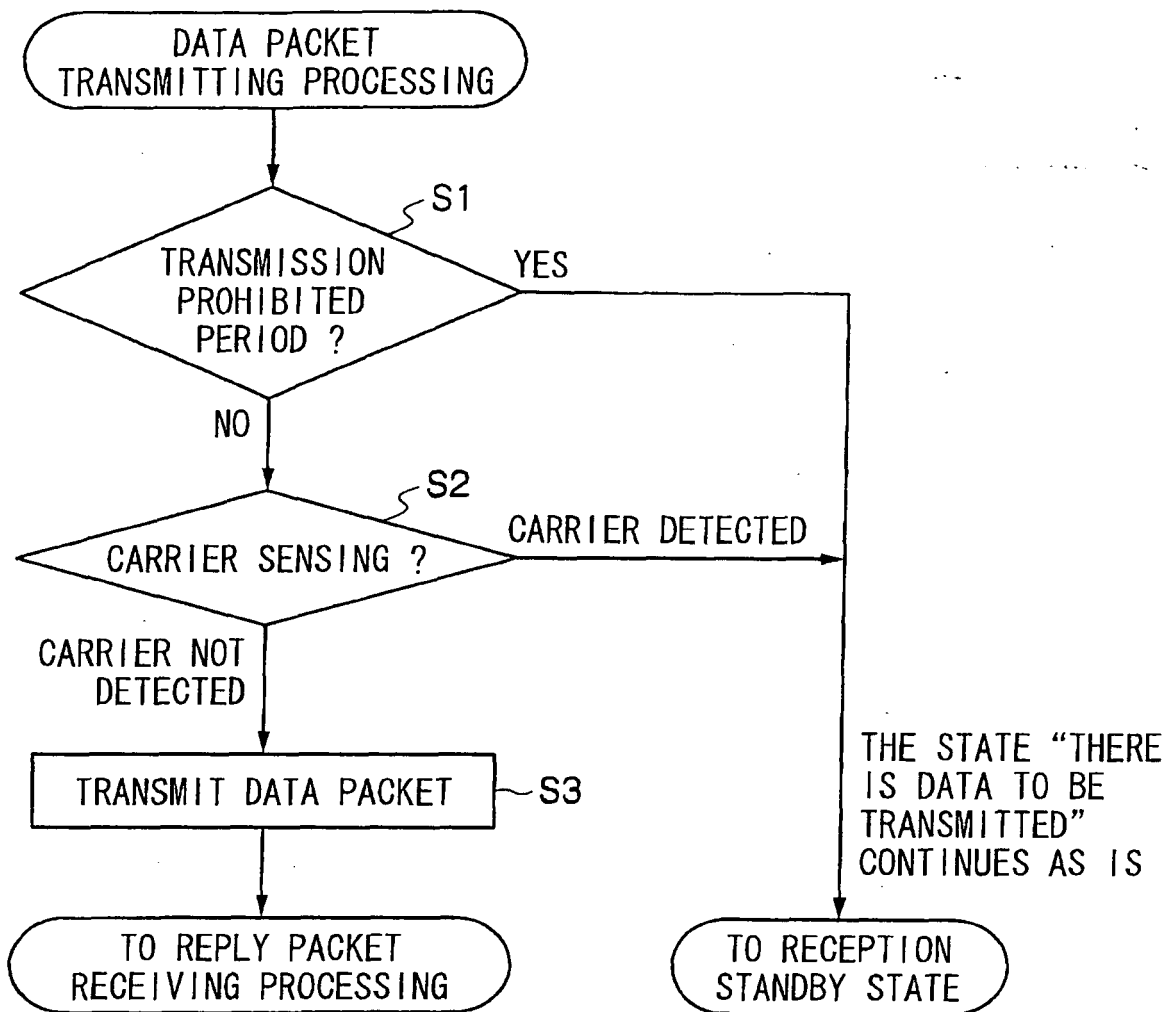 DATA PACKET
TRANSMITTING PROCESSING
S1
TRANSMISSION
PROHIBITED
PERIOD ?
YES
NO
S2
CARRIER SENSING ?
CARRIER DETECTED
CARRIER NOT
DETECTED
TRANSMIT DATA PACKET
S3
THE STATE “THERE
IS DATA TO BE
TRANSMITTED”
CONTINUES AS IS
TO REPLY PACKET
RECEIVING PROCESSING
TO RECEPTION
STANDBY STATE